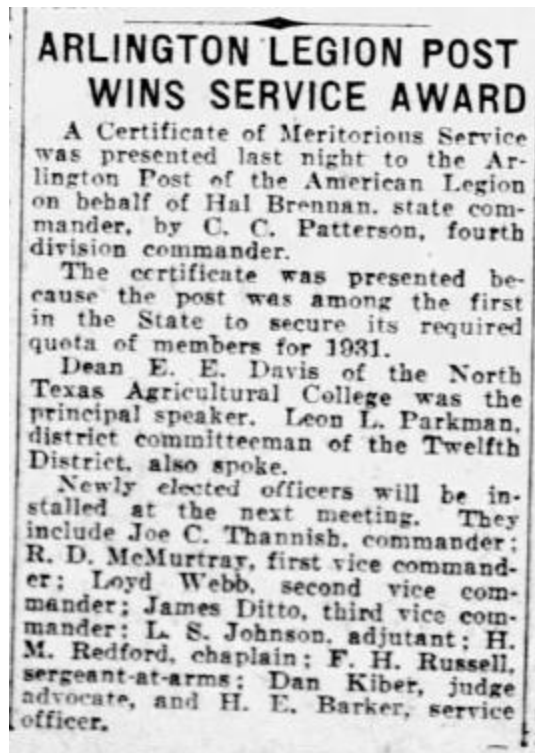 ARLINGTON LEGION POST
WINS SERVICE AWARD
A Certificate of Meritorious Service
was presented last night to the Ar-
lington Post of the American Legion
on behalf of Hal Brennan, state com-
mander, by C. C. Patterson, fourth
division commander.
The certificate was presented be-
cause the post was among the first
in the State to secure its required
quota of members for 1931.
Dean E. E. Davis of the North
Texas Agricultural College was the
principal speaker. Leon L. Parkman,
district committeeman of the Twelfth
District, also spoke.
Newly elected officers will be in-
stalled at the next meeting. They
include Joe C. Thannish, commander;
R. D. McMurtray, first vice command-
er; Loyd Webb, second vice com-
mander; James Ditto, third vice com-
mander; L. S. Johnson, adjutant; H.
M. Redford, chaplain; F. H. Russell,
sergeant-at-arms; Dan Kiber, judge
advocate, and H. E. Barker, service
officer.